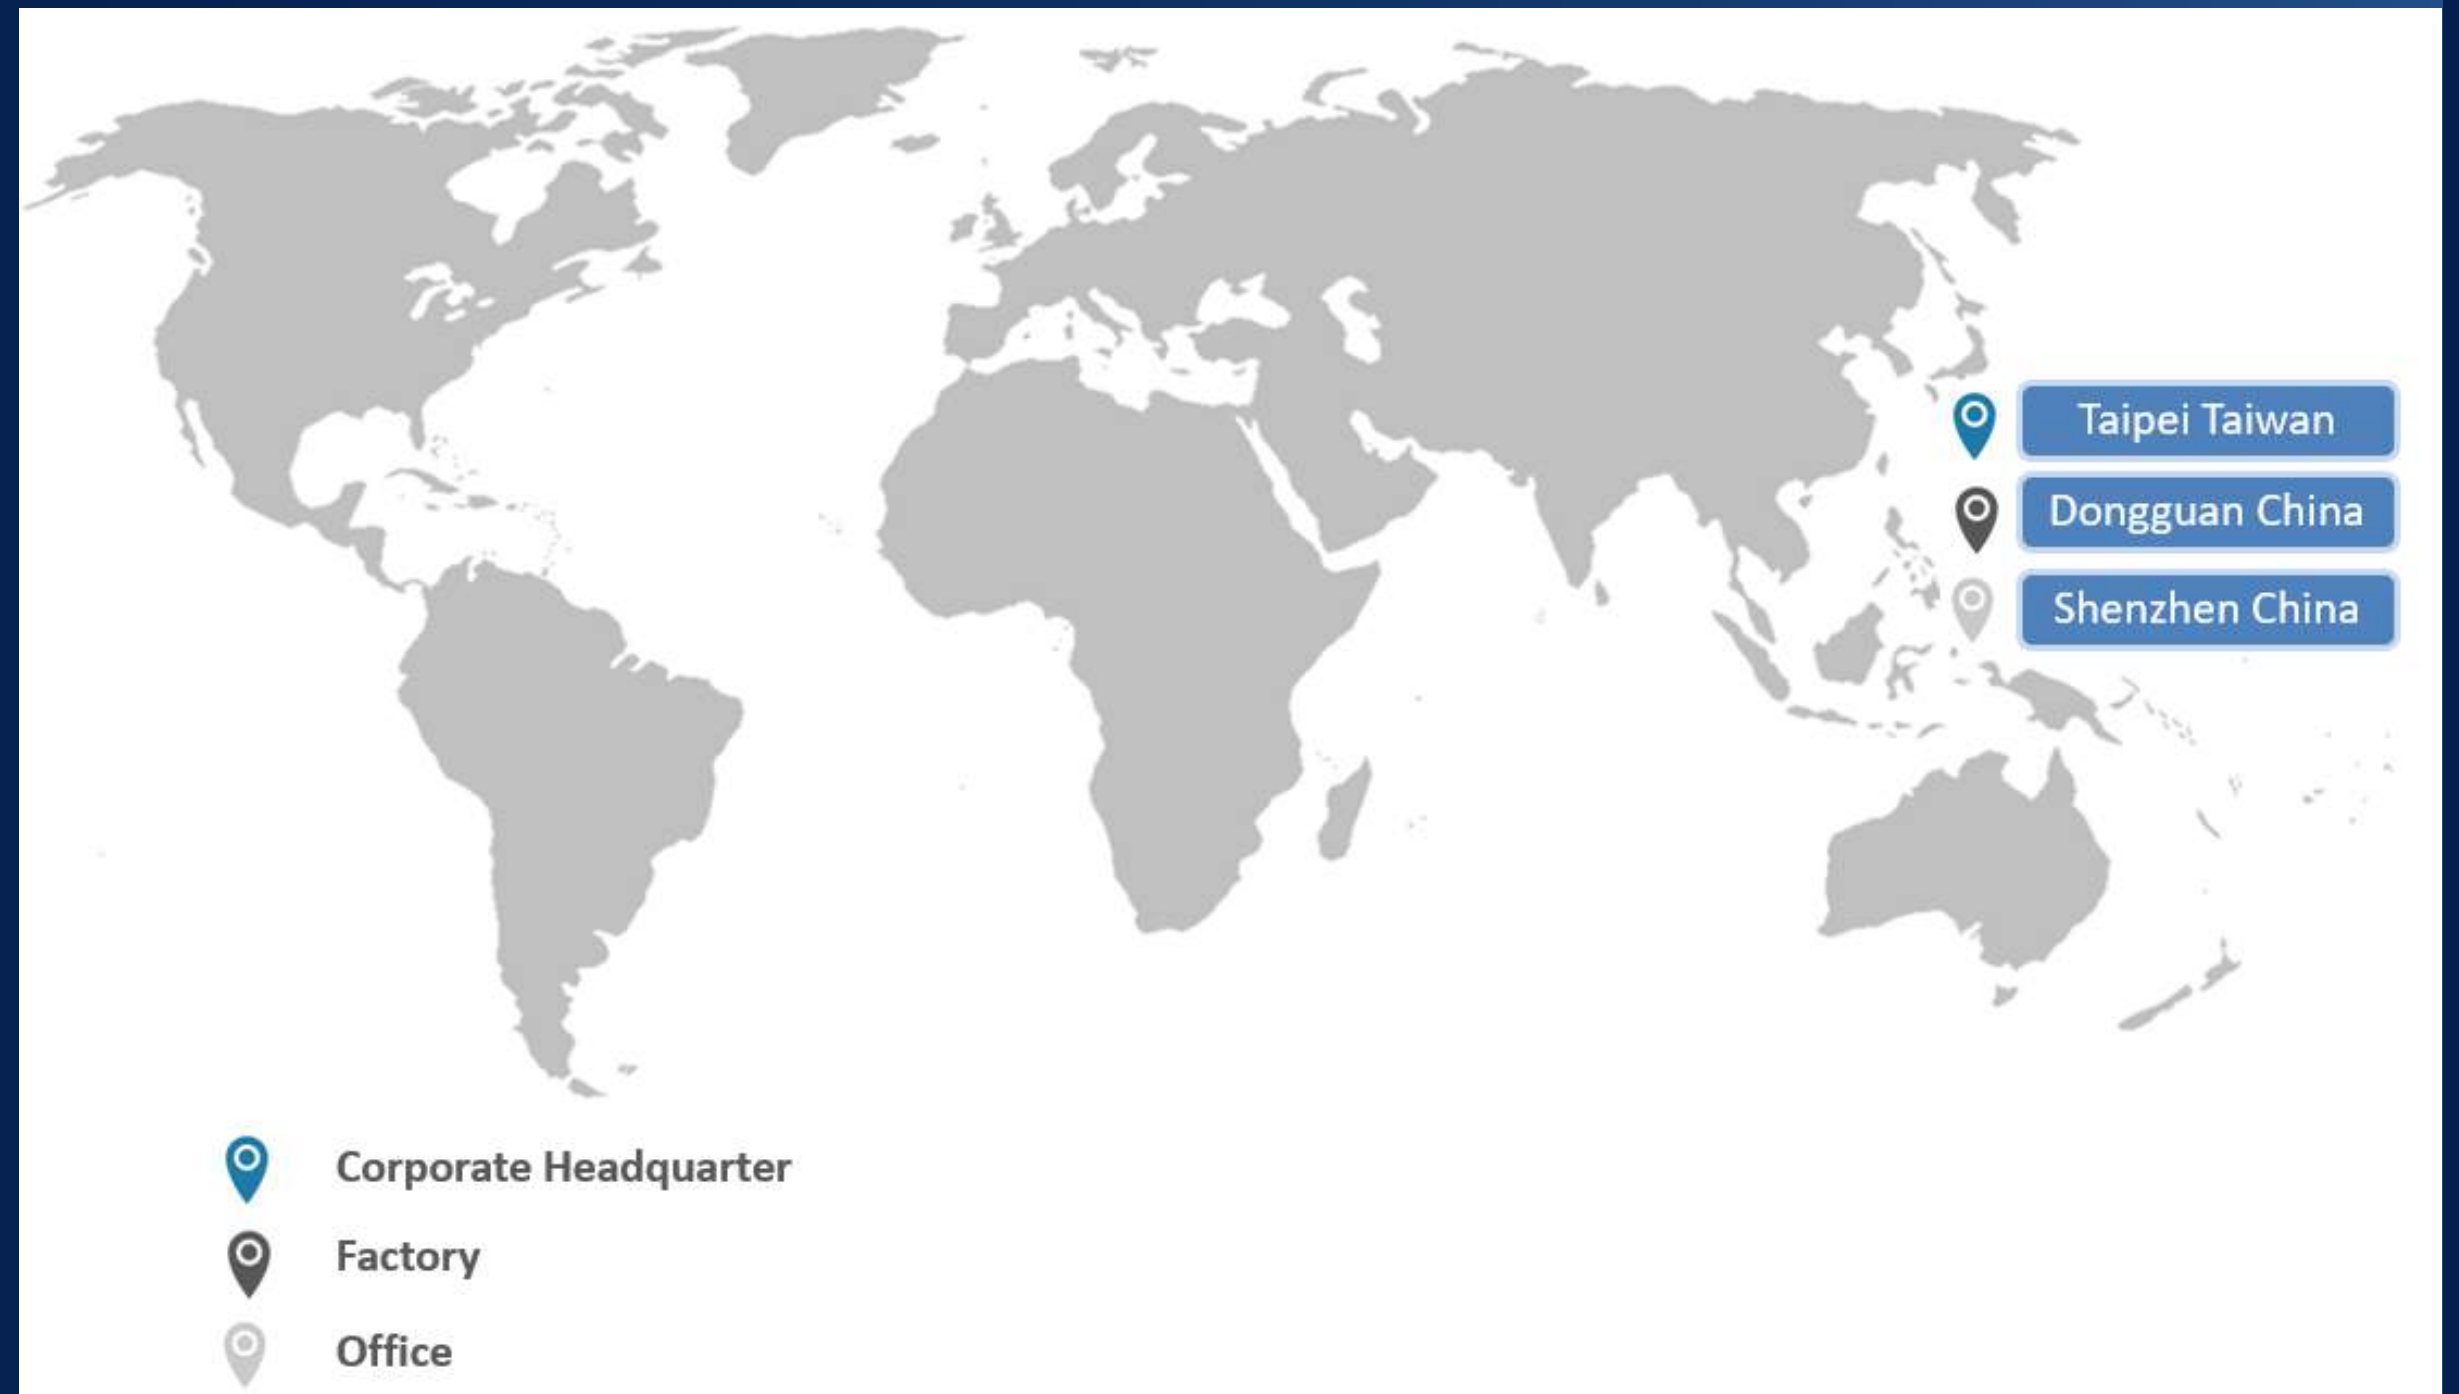 Taipei Taiwan
Dongguan China
Shenzhen China
Corporate Headquarter
Factory
Office